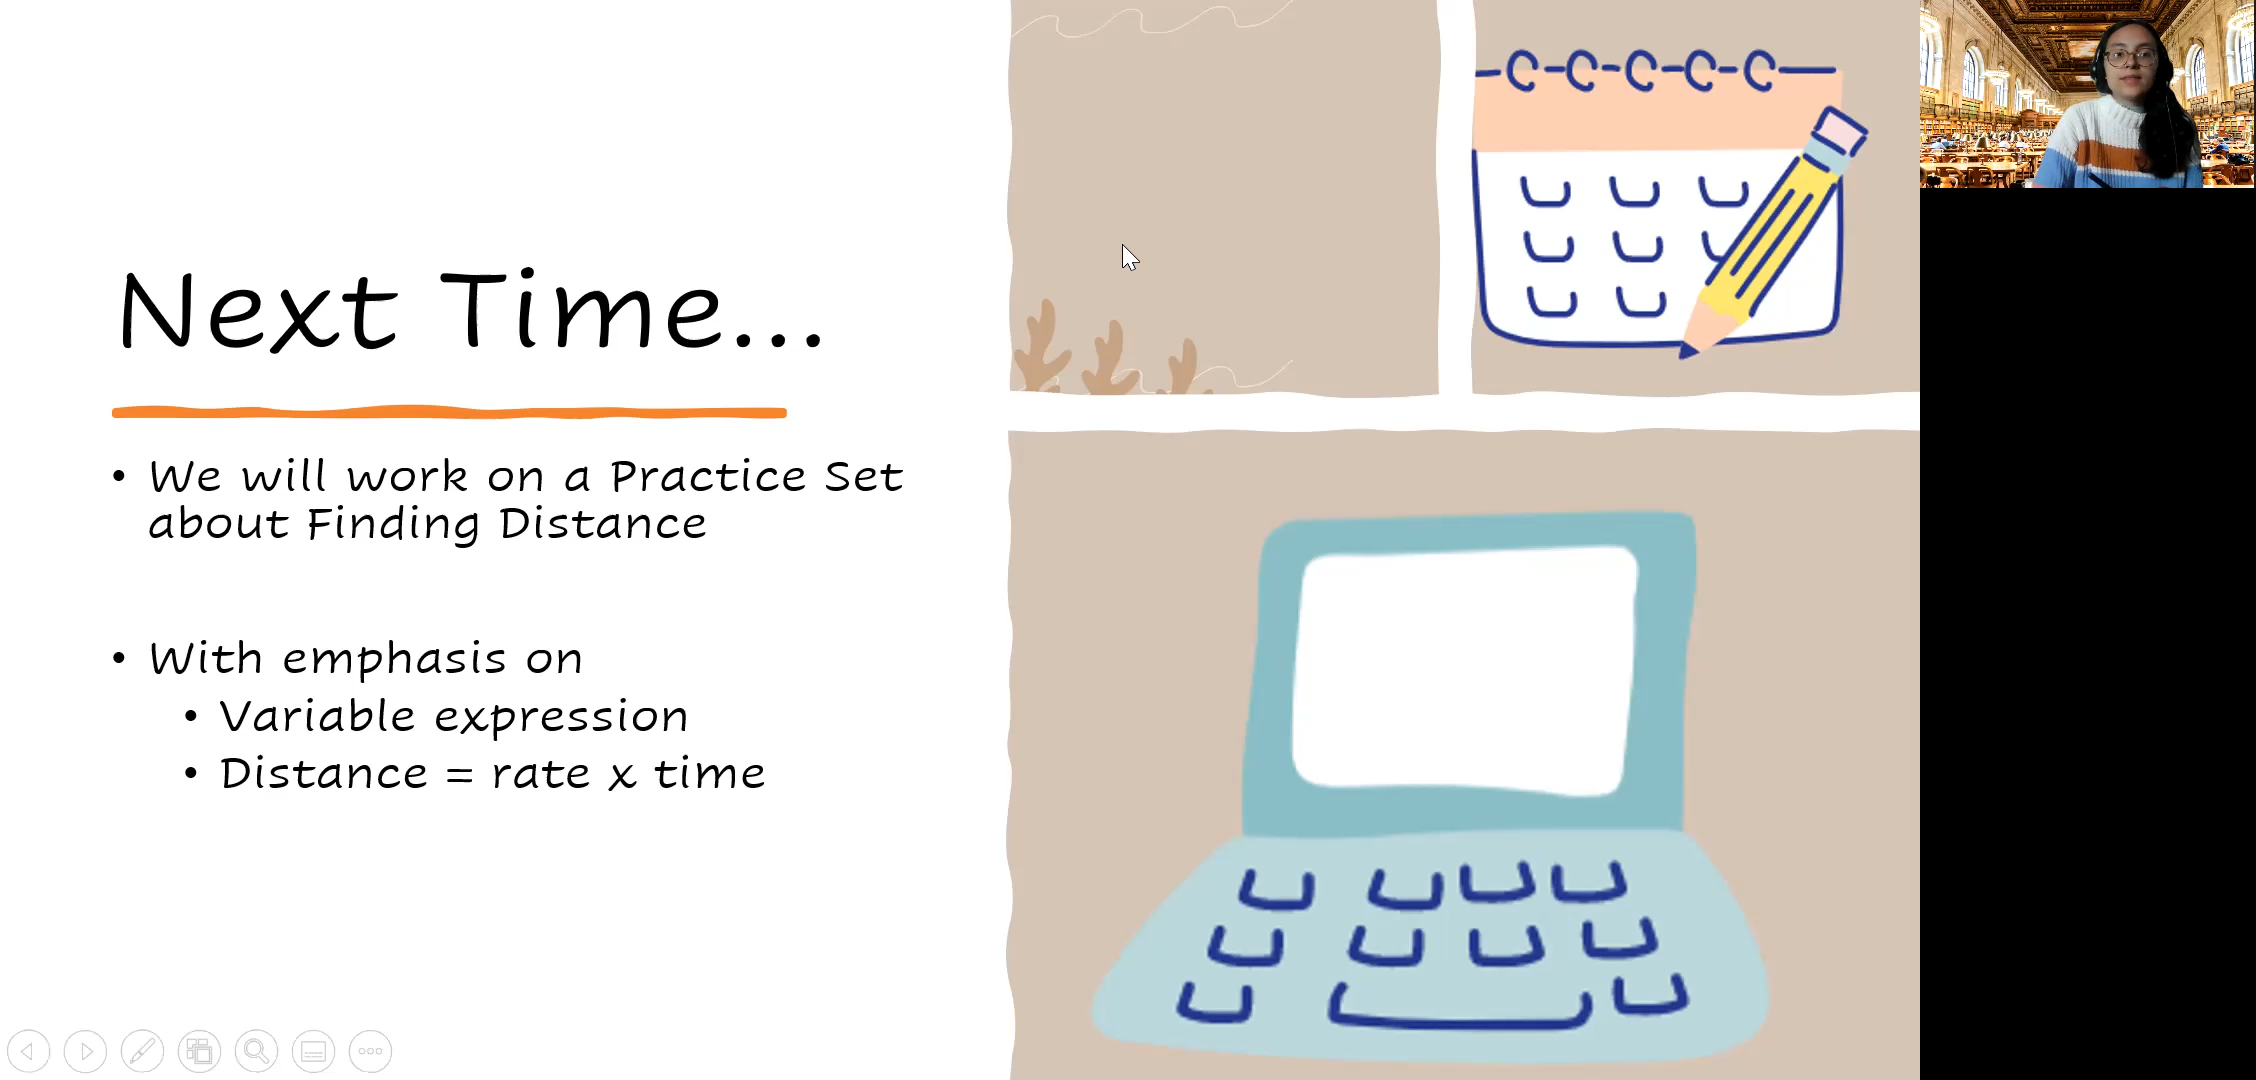 Next Time...
• We will work on a Practice Set
about Finding Distance
• With emphasis on
• Variable expression
• Distance = rate x time